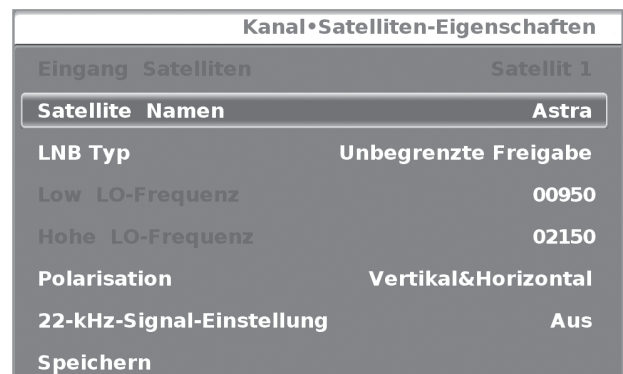 Kanal•Satelliten-Eigenschaften
Eingang Satelliten Satellit 1
Satellite Namen Astra
LNB Typ Unbegrenzte Freigabe
Low LO-Frequenz 00950
Hohe LO-Frequenz 02150
Polarisation Vertikal&Horizontal
22-kHz-Signal-Einstellung Aus
Speichern